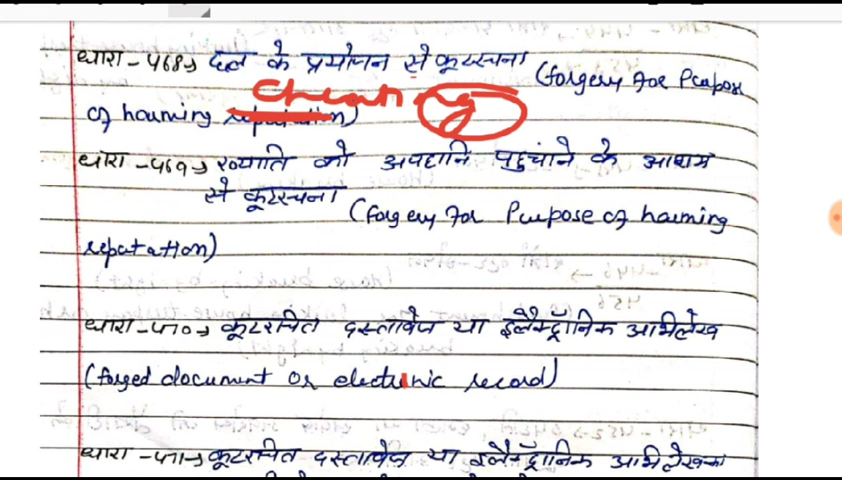 धारा - 468→ छल के प्रयोजन से कूटरचना (forgery for Purpose
of harming reputation) cheating
धारा - 469→ ख्याति को अपहानि पहुंचाने के आशय
से कूटरचना (forgery for Purpose of harming
reputation)
धारा - 470→ कूटरचित दस्तावेज या इलैक्ट्रॉनिक अभिलेख
(forged document or electronic record)
धारा - 471→ कूटरचित दस्तावेज या इलैक्ट्रॉनिक अभिलेख का